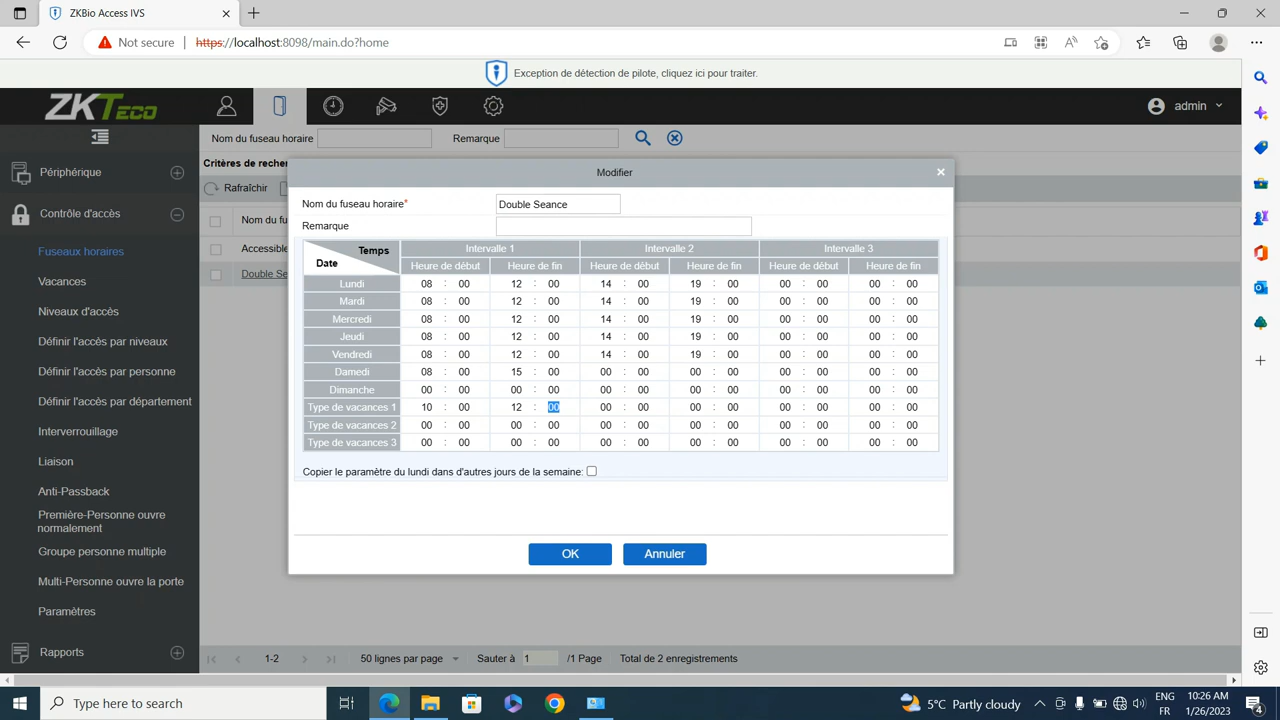 ZKBio Access IVS
Not secure
https://localhost:8098/main.do?home
Exception de détection de pilote, cliquez ici pour traiter.
ZKTeco
admin
Nom du fuseau horaire
Remarque
Critères de recher
Rafraîchir
Nom du fu
Accessible
Double Se
Périphérique
Contrôle d'accès
Fuseaux horaires
Vacances
Niveaux d'accès
Définir l'accès par niveaux
Définir l'accès par personne
Définir l'accès par département
Interverrouillage
Liaison
Anti-Passback
Première-Personne ouvre
normalement
Groupe personne multiple
Multi-Personne ouvre la porte
Paramètres
Rapports
Modifier
Nom du fuseau horaire* Double Seance
Remarque
Temps Intervalle 1 Intervalle 2 Intervalle 3
Date Heure de début Heure de fin Heure de début Heure de fin Heure de début Heure de fin
Lundi 08 : 00 12 : 00 14 : 00 19 : 00 00 : 00 00 : 00
Mardi 08 : 00 12 : 00 14 : 00 19 : 00 00 : 00 00 : 00
Mercredi 08 : 00 12 : 00 14 : 00 19 : 00 00 : 00 00 : 00
Jeudi 08 : 00 12 : 00 14 : 00 19 : 00 00 : 00 00 : 00
Vendredi 08 : 00 12 : 00 14 : 00 19 : 00 00 : 00 00 : 00
Damedi 08 : 00 15 : 00 00 : 00 00 : 00 00 : 00 00 : 00
Dimanche 00 : 00 00 : 00 00 : 00 00 : 00 00 : 00 00 : 00
Type de vacances 1 10 : 00 12 : 00 00 : 00 00 : 00 00 : 00 00 : 00
Type de vacances 2 00 : 00 00 : 00 00 : 00 00 : 00 00 : 00 00 : 00
Type de vacances 3 00 : 00 00 : 00 00 : 00 00 : 00 00 : 00 00 : 00
Copier le paramètre du lundi dans d'autres jours de la semaine:
OK Annuler
1-2 50 lignes par page Sauter à 1 /1 Page Total de 2 enregistrements
Type here to search
5°C Partly cloudy
ENG
FR
10:26 AM
1/26/2023
4